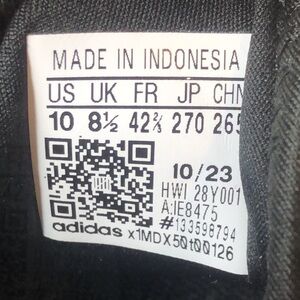 MADE IN INDONESIA
US UK FR JP CHN
10 8½ 42⅔ 270 265
10/23
HWI 28Y001
A:IE8475
#133598794
adidas x1MDX50t00126